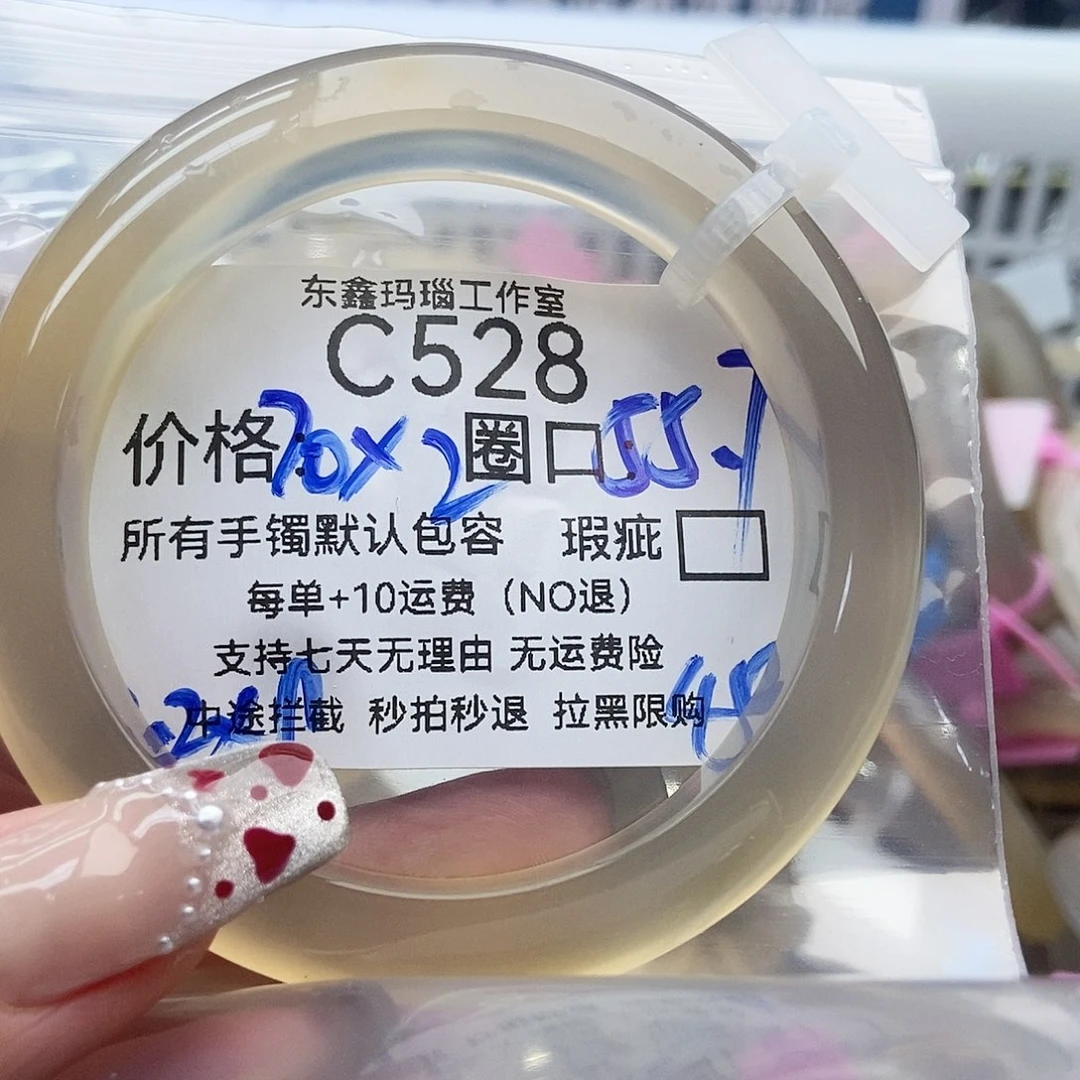 东鑫玛瑙工作室
C528
价格:70×2 圈口:55.7
所有手镯默认包容 瑕疵
每单+10运费（NO退）
支持七天无理由 无运费险
中途拦截 秒拍秒退 拉黑限购